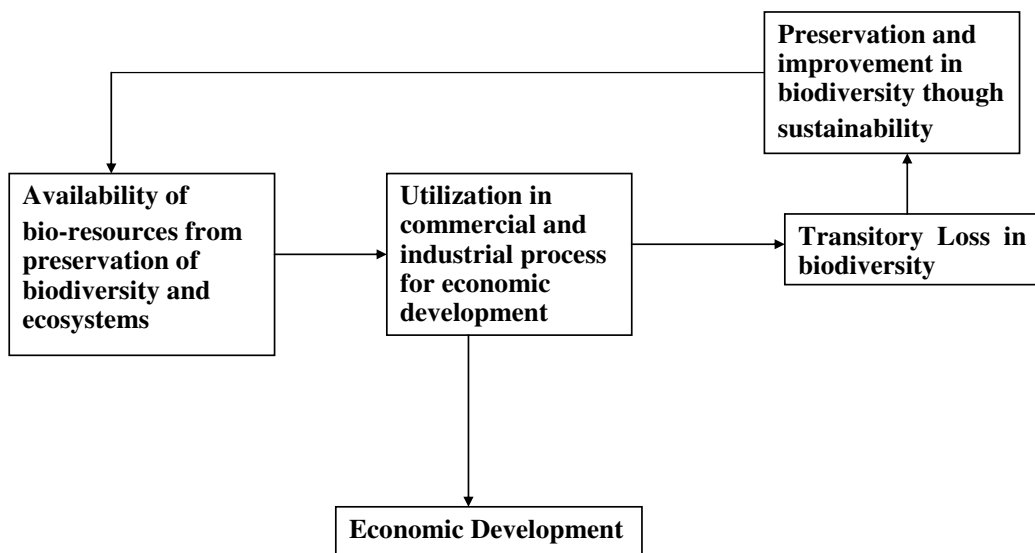 Preservation and
improvement in
biodiversity though
sustainability
Availability of
bio-resources from
preservation of
biodiversity and
ecosystems
Utilization in
commercial and
industrial process
for economic
development
Transitory Loss in
biodiversity
Economic Development